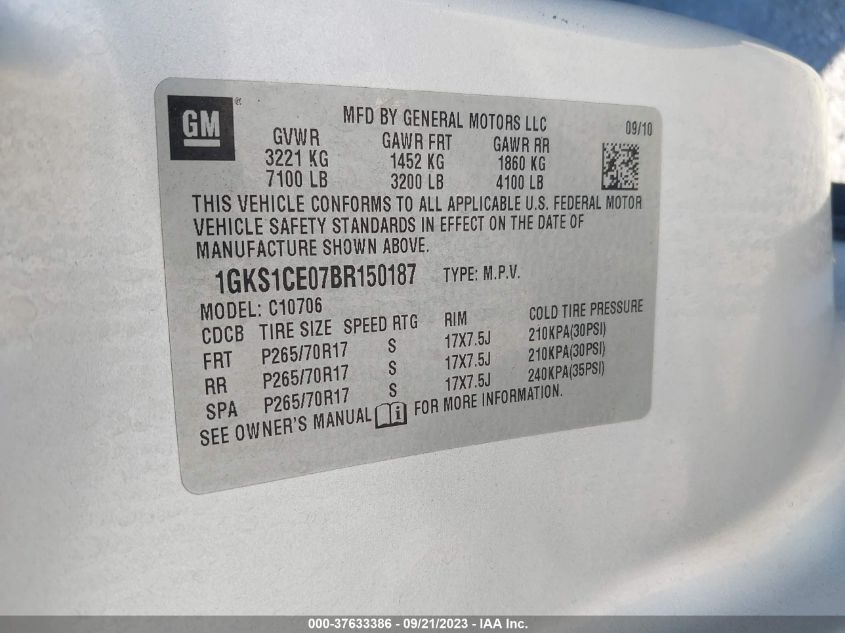 GM ®
MFD BY GENERAL MOTORS LLC
09/10
GVWR GAWR FRT GAWR RR
3221 KG 1452 KG 1860 KG
7100 LB 3200 LB 4100 LB
THIS VEHICLE CONFORMS TO ALL APPLICABLE U.S. FEDERAL MOTOR
VEHICLE SAFETY STANDARDS IN EFFECT ON THE DATE OF
MANUFACTURE SHOWN ABOVE.
1GKS1CE07BR150187 TYPE: M.P.V.
MODEL: C10706
CDCB TIRE SIZE SPEED RTG RIM COLD TIRE PRESSURE
FRT P265/70R17 S 17X7.5J 210KPA(30PSI)
RR P265/70R17 S 17X7.5J 210KPA(30PSI)
SPA P265/70R17 S 17X7.5J 240KPA(35PSI)
SEE OWNER'S MANUAL i FOR MORE INFORMATION.
000-37633386 - 09/21/2023 - IAA Inc.